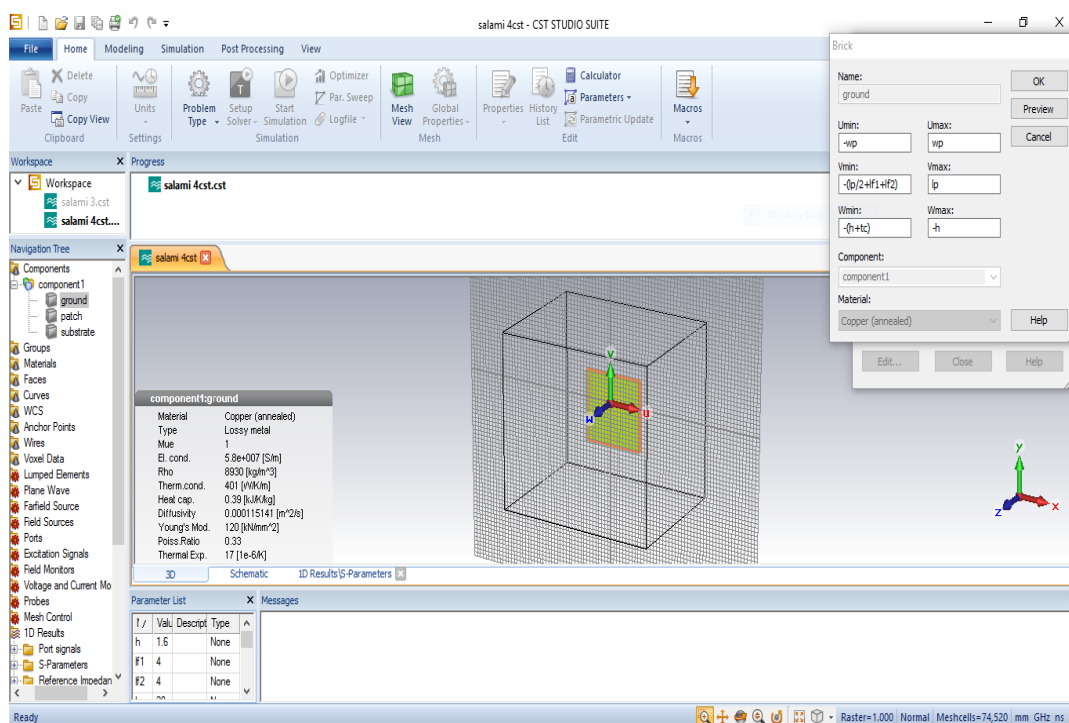 salami 4cst - CST STUDIO SUITE
File Home Modeling Simulation Post Processing View
Paste
Delete
Copy
Copy View
Clipboard
Units
Settings
Problem Type
Setup Solver
Start Simulation
Optimizer
Par. Sweep
Logfile
Simulation
Mesh View
Global Properties
Mesh
Properties
History List
Calculator
Parameters
Parametric Update
Edit
Macros
Macros
Brick
Name:
ground
OK
Preview
Cancel
Umin: Umax:
-wp wp
Vmin: Vmax:
-(lp/2+lf1+lf2) lp
Wmin: Wmax:
-(h+tc) -h
Component:
component1
Material:
Copper (annealed)
Help
Edit... Close Help
Workspace X
Workspace
salami 3.cst
salami 4cst....
Progress
salami 4cst.cst
Navigation Tree X
Components
component1
ground
patch
substrate
Groups
Materials
Faces
Curves
WCS
Anchor Points
Wires
Voxel Data
Lumped Elements
Plane Wave
Farfield Source
Field Sources
Ports
Excitation Signals
Field Monitors
Voltage and Current Mo
Probes
Mesh Control
1D Results
Port signals
S-Parameters
Reference Impedan
salami 4cst
V
U
W
y
x
z
component1:ground
Material Copper (annealed)
Type Lossy metal
Mue 1
El. cond. 5.8e+007 [S/m]
Rho 8930 [kg/m^3]
Therm.cond. 401 [W/K/m]
Heat cap. 0.39 [kJ/K/kg]
Diffusivity 0.000115141 [m^2/s]
Young's Mod. 120 [kN/mm^2]
Poiss.Ratio 0.33
Thermal Exp. 17 [1e-6/K]
3D Schematic 1D Results\S-Parameters
Parameter List X
Valu Descript Type
h 1.6 None
lf1 4 None
lf2 4 None
Messages
Ready
Raster=1.000 Normal Meshcells=74,520 mm GHz ns